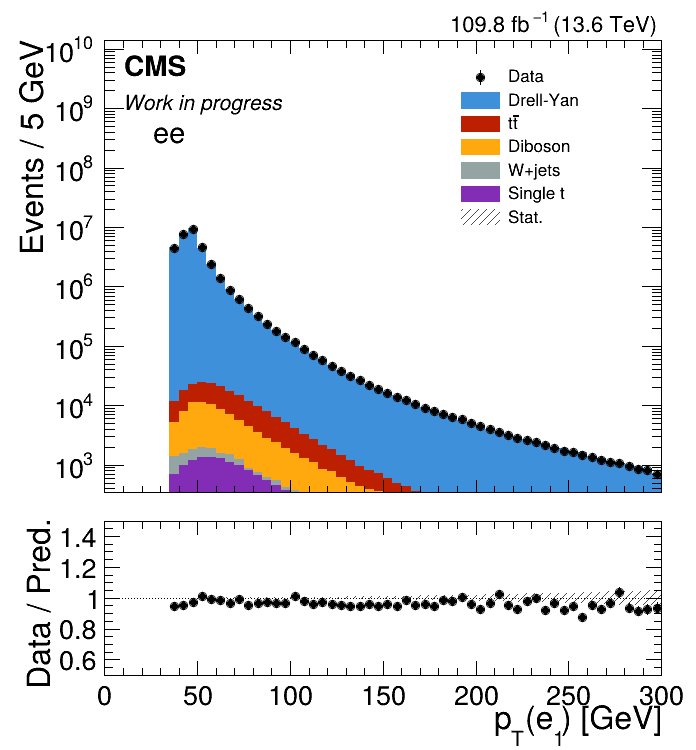 109.8 fb⁻¹ (13.6 TeV)
CMS
Work in progress
ee
Data
Drell-Yan
tt̅
Diboson
W+jets
Single t
Stat.
Events / 5 GeV
10¹⁰
10⁹
10⁸
10⁷
10⁶
10⁵
10⁴
10³
Data / Pred.
1.4
1.2
1
0.8
0.6
0 50 100 150 200 250 300
p_T(e₁) [GeV]